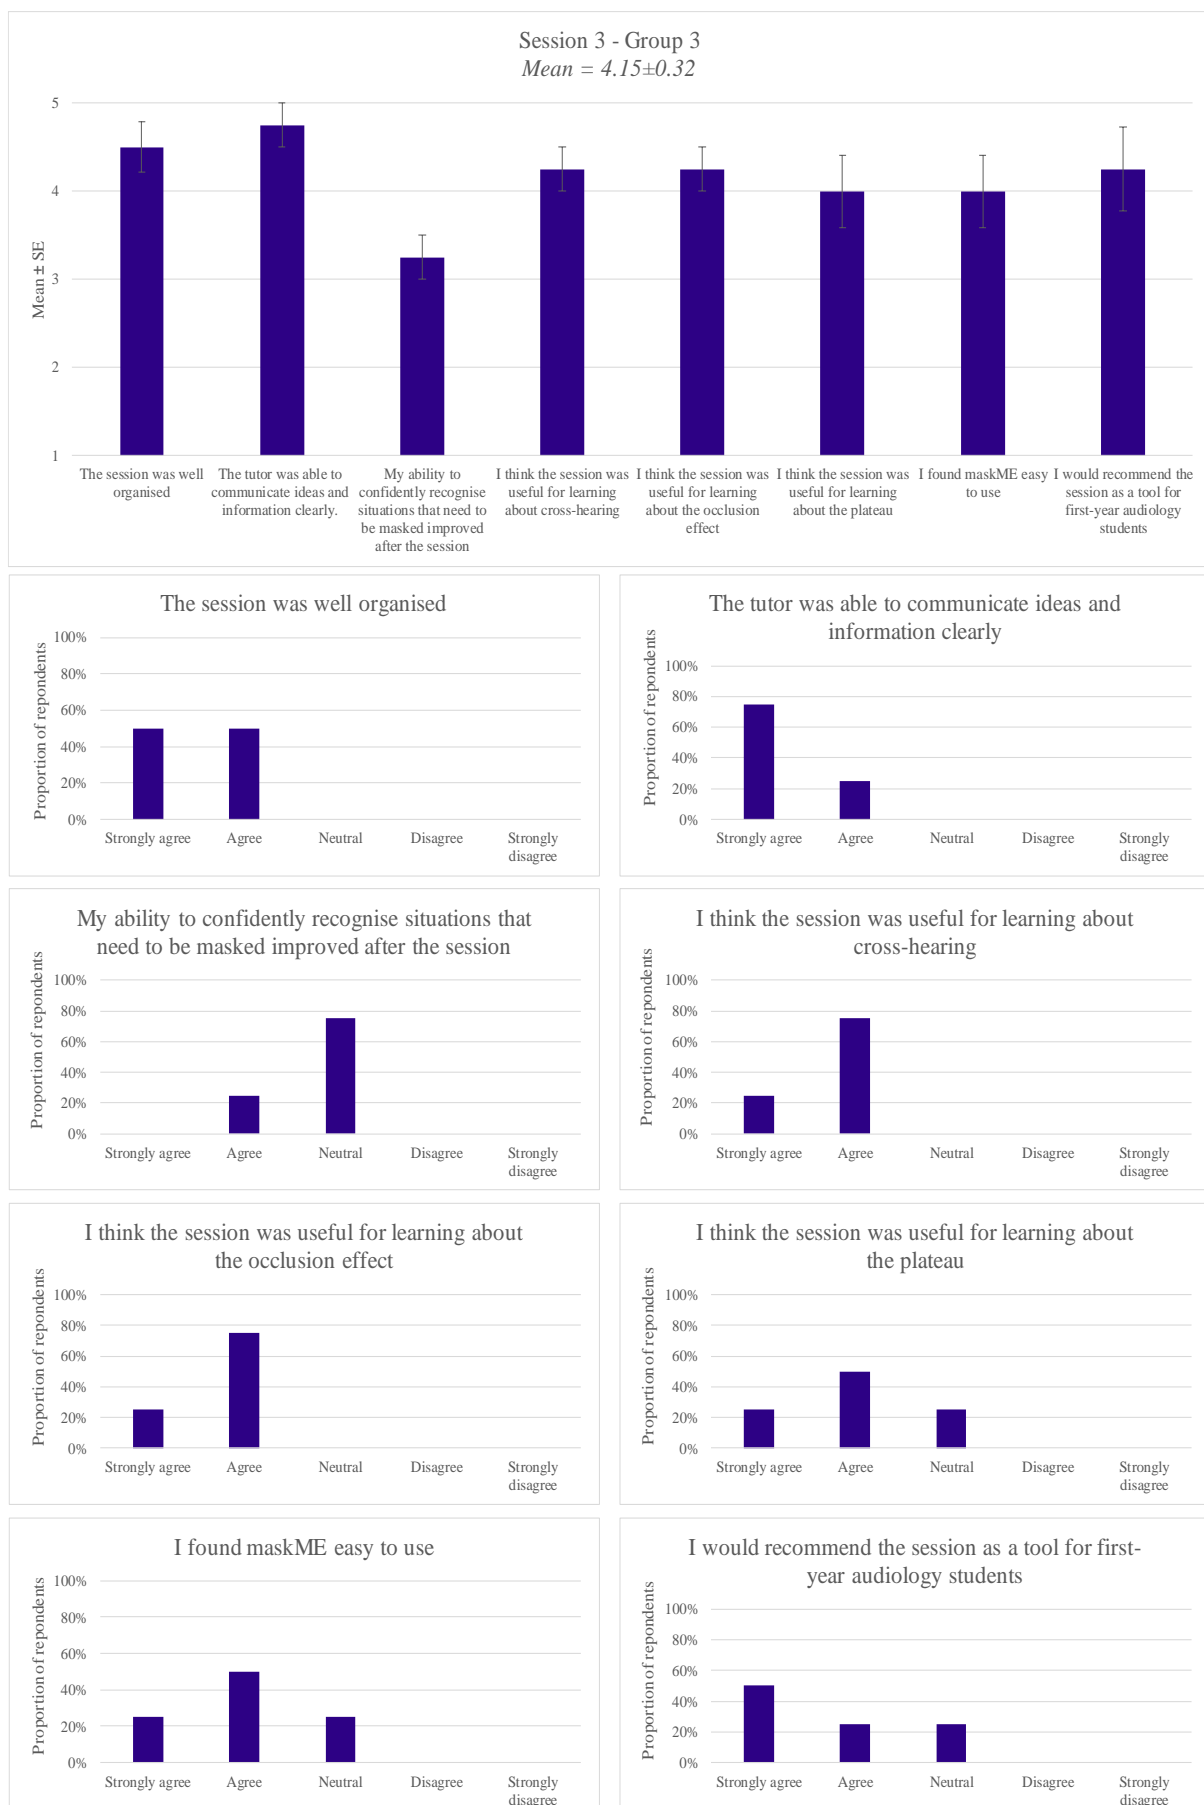 Session 3 - Group 3
Mean = 4.15±0.32
Mean ± SE
5
4
3
2
1
The session was well
organised
The tutor was able to
communicate ideas and
information clearly.
My ability to
confidently recognise
situations that need to
be masked improved
after the session
I think the session was
useful for learning
about cross-hearing
I think the session was
useful for learning
about the occlusion
effect
I think the session was
useful for learning
about the plateau
I found maskME easy
to use
I would recommend the
session as a tool for
first-year audiology
students
The session was well organised
Proportion of repondents
100%
80%
60%
40%
20%
0%
Strongly agree
Agree
Neutral
Disagree
Strongly
disagree
The tutor was able to communicate ideas and
information clearly
Proportion of repondents
100%
80%
60%
40%
20%
0%
Strongly agree
Agree
Neutral
Disagree
Strongly
disagree
My ability to confidently recognise situations that
need to be masked improved after the session
Proportion of repondents
100%
80%
60%
40%
20%
0%
Strongly agree
Agree
Neutral
Disagree
Strongly
disagree
I think the session was useful for learning about
cross-hearing
Proportion of repondents
100%
80%
60%
40%
20%
0%
Strongly agree
Agree
Neutral
Disagree
Strongly
disagree
I think the session was useful for learning about
the occlusion effect
Proportion of repondents
100%
80%
60%
40%
20%
0%
Strongly agree
Agree
Neutral
Disagree
Strongly
disagree
I think the session was useful for learning about
the plateau
Proportion of repondents
100%
80%
60%
40%
20%
0%
Strongly agree
Agree
Neutral
Disagree
Strongly
disagree
I found maskME easy to use
Proportion of repondents
100%
80%
60%
40%
20%
0%
Strongly agree
Agree
Neutral
Disagree
Strongly
disagree
I would recommend the session as a tool for first-
year audiology students
Proportion of repondents
100%
80%
60%
40%
20%
0%
Strongly agree
Agree
Neutral
Disagree
Strongly
disagree